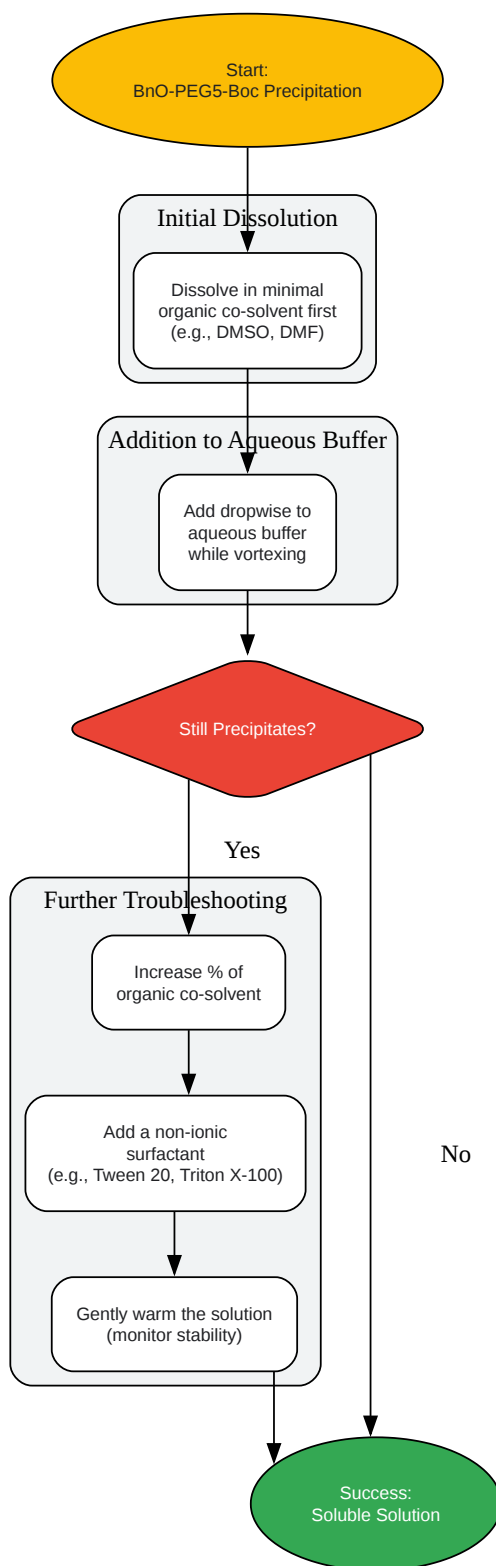 Start:
BnO-PEG5-Boc Precipitation
Initial Dissolution
Dissolve in minimal
organic co-solvent first
(e.g., DMSO, DMF)
Addition to Aqueous Buffer
Add dropwise to
aqueous buffer
while vortexing
Still Precipitates?
Yes
Further Troubleshooting
Increase % of
organic co-solvent
Add a non-ionic
surfactant
(e.g., Tween 20, Triton X-100)
No
Gently warm the solution
(monitor stability)
Success:
Soluble Solution